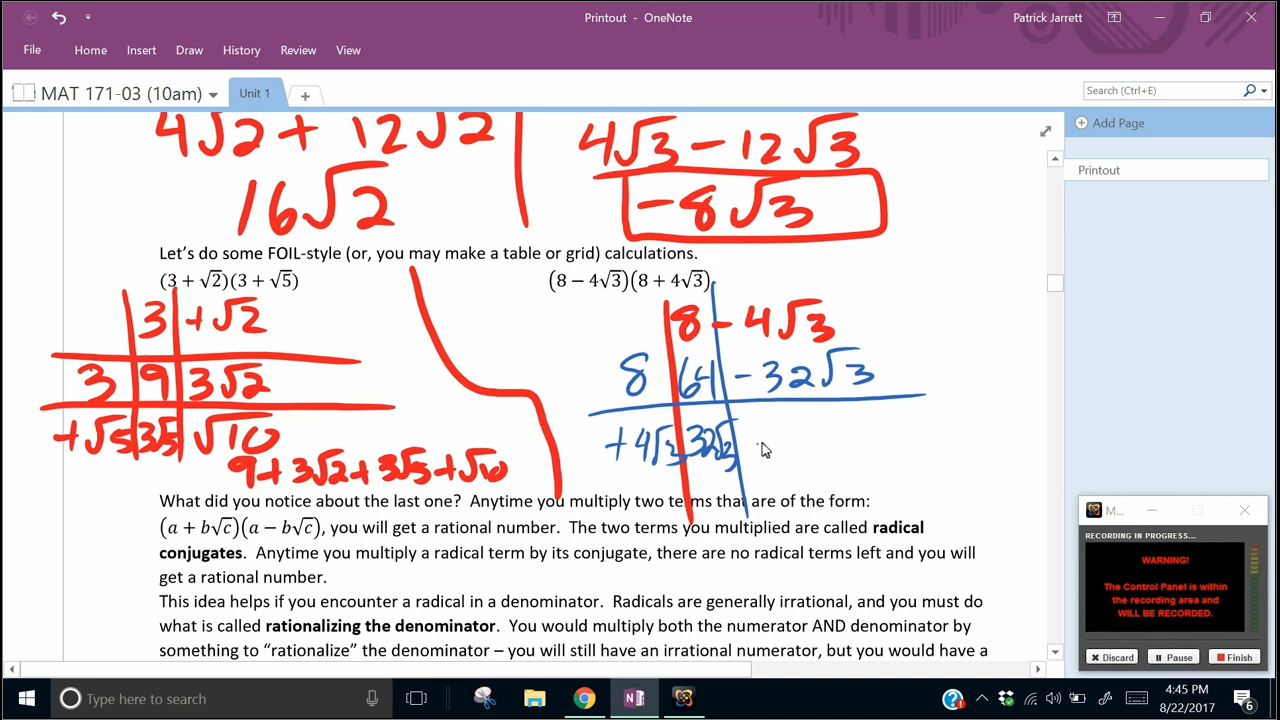 Printout - OneNote
Patrick Jarrett
File Home Insert Draw History Review View
MAT 171-03 (10am)
Unit 1
Search (Ctrl+E)
Add Page
Printout
4√2 + 12√2
16√2
4√3 − 12√3
−8√3
Let's do some FOIL-style (or, you may make a table or grid) calculations.
(3 + √2)(3 + √5)
(8 − 4√3)(8 + 4√3)
3 +√2
3 9 3√2
+√5 3√5 √10
9+3√2+3√5+√10
8 − 4√3
8 64 − 32√3
+4√3 32√3
What did you notice about the last one? Anytime you multiply two terms that are of the form:
(a + b√c)(a − b√c), you will get a rational number. The two terms you multiplied are called radical
conjugates. Anytime you multiply a radical term by its conjugate, there are no radical terms left and you will
get a rational number.
This idea helps if you encounter a radical in a denominator. Radicals are generally irrational, and you must do
what is called rationalizing the denominator. You would multiply both the numerator AND denominator by
something to "rationalize" the denominator – you will still have an irrational numerator, but you would have a
M...
RECORDING IN PROGRESS...
WARNING!
The Control Panel is within
the recording area and
WILL BE RECORDED.
Discard Pause Finish
Type here to search
4:45 PM
8/22/2017
6